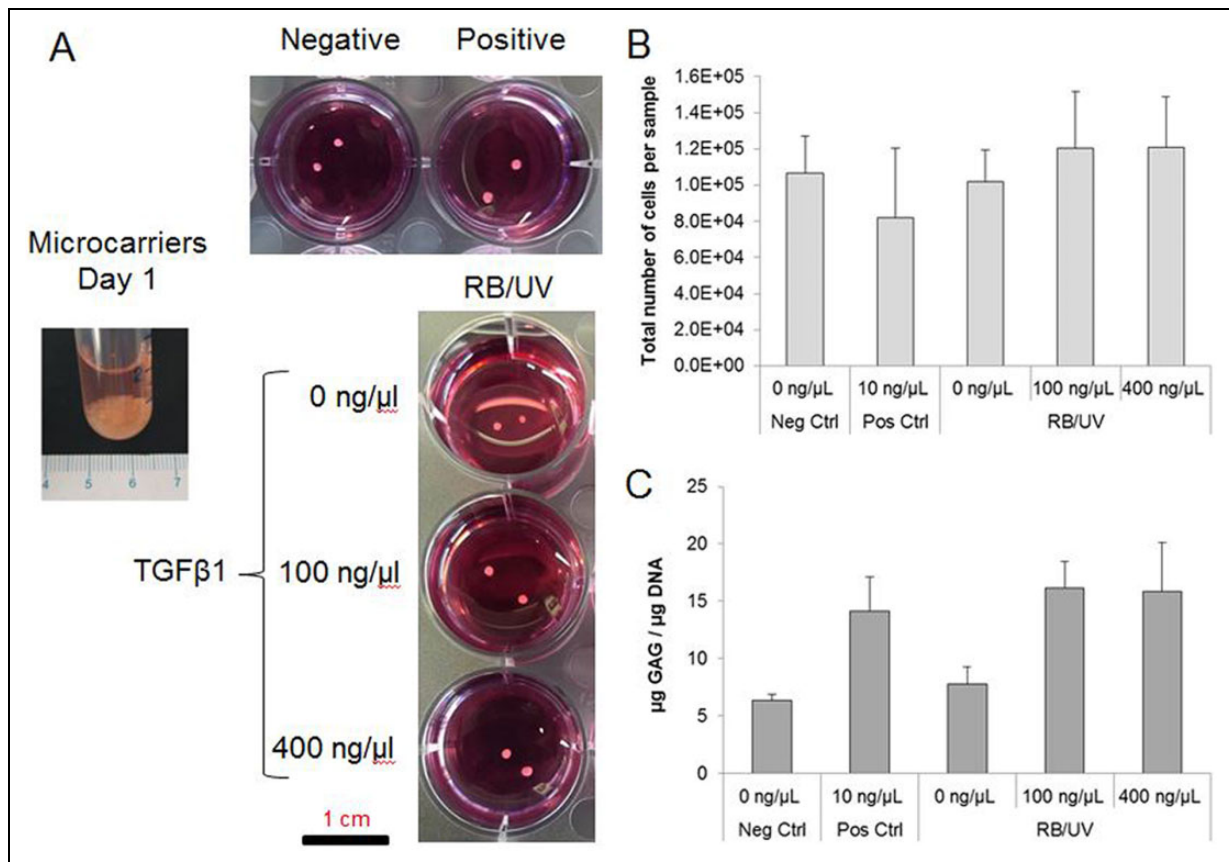 A
Negative Positive
Microcarriers
Day 1
4 5 6 7
RB/UV
TGFβ1
0 ng/µl
100 ng/µl
400 ng/µl
1 cm
B
Total number of cells per sample
1.6E+05
1.4E+05
1.2E+05
1.0E+05
8.0E+04
6.0E+04
4.0E+04
2.0E+04
0.0E+00
0 ng/µL 10 ng/µL 0 ng/µL 100 ng/µL 400 ng/µL
Neg Ctrl Pos Ctrl RB/UV
C
µg GAG / µg DNA
25
20
15
10
5
0
0 ng/µL 10 ng/µL 0 ng/µL 100 ng/µL 400 ng/µL
Neg Ctrl Pos Ctrl RB/UV